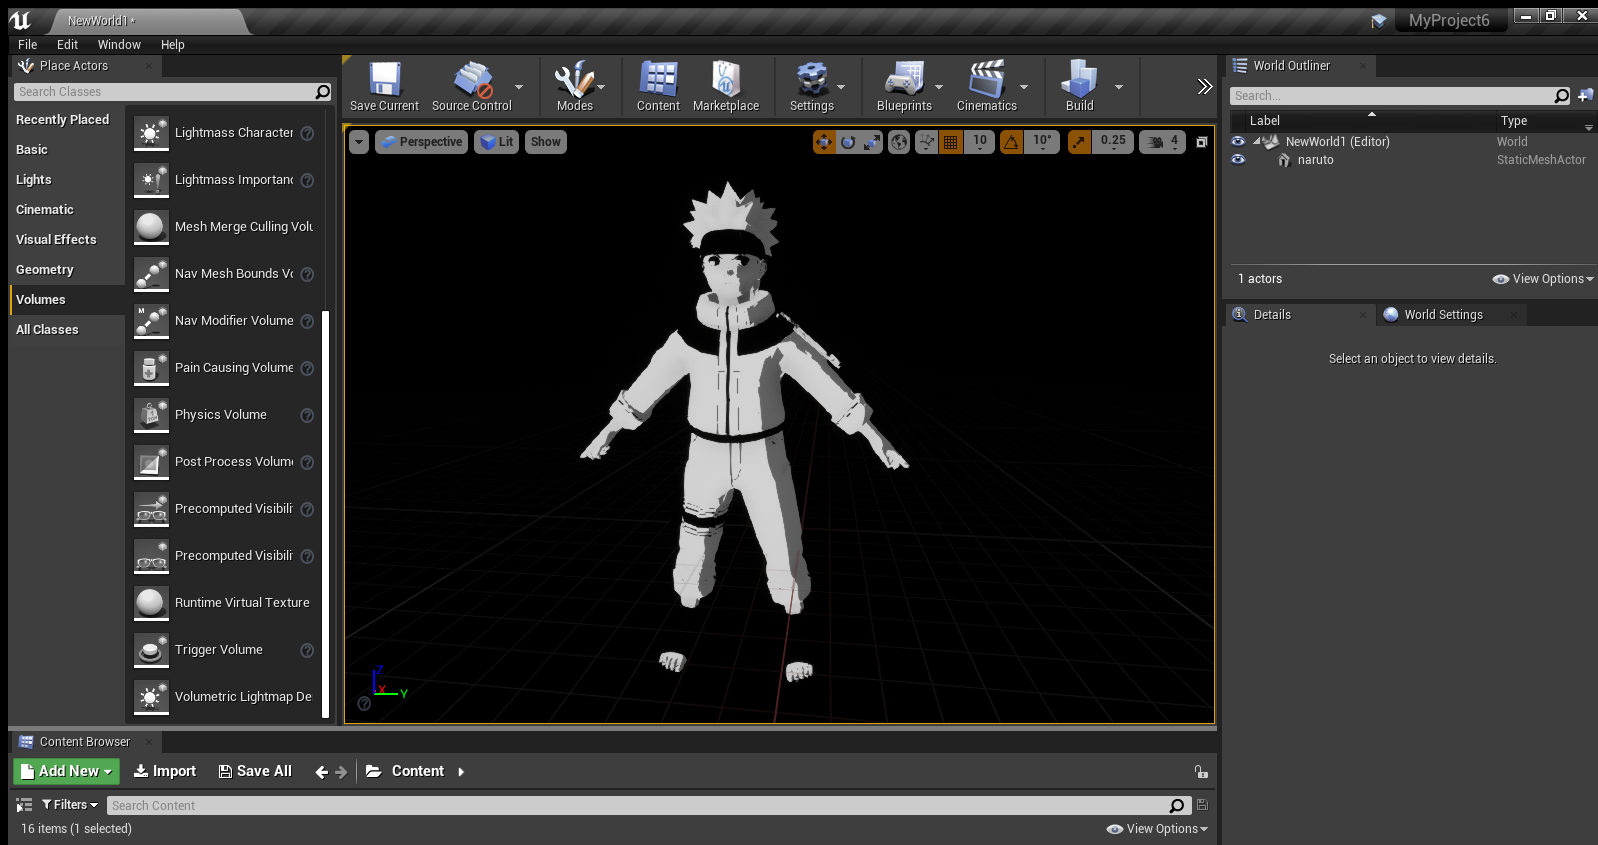 NewWorld1*
MyProject6
File Edit Window Help
Place Actors
Search Classes
Recently Placed
Basic
Lights
Cinematic
Visual Effects
Geometry
Volumes
All Classes
Lightmass Character
Lightmass Importanc
Mesh Merge Culling Volu
Nav Mesh Bounds Vo
Nav Modifier Volume
Pain Causing Volume
Physics Volume
Post Process Volume
Precomputed Visibili
Precomputed Visibili
Runtime Virtual Texture
Trigger Volume
Volumetric Lightmap De
Save Current
Source Control
Modes
Content
Marketplace
Settings
Blueprints
Cinematics
Build
Perspective
Lit
Show
10
10°
0.25
4
Z
X
Y
World Outliner
Search...
Label Type
NewWorld1 (Editor) World
naruto StaticMeshActor
1 actors
View Options
Details
World Settings
Select an object to view details.
Content Browser
Add New Import Save All Content
Filters
Search Content
16 items (1 selected)
View Options